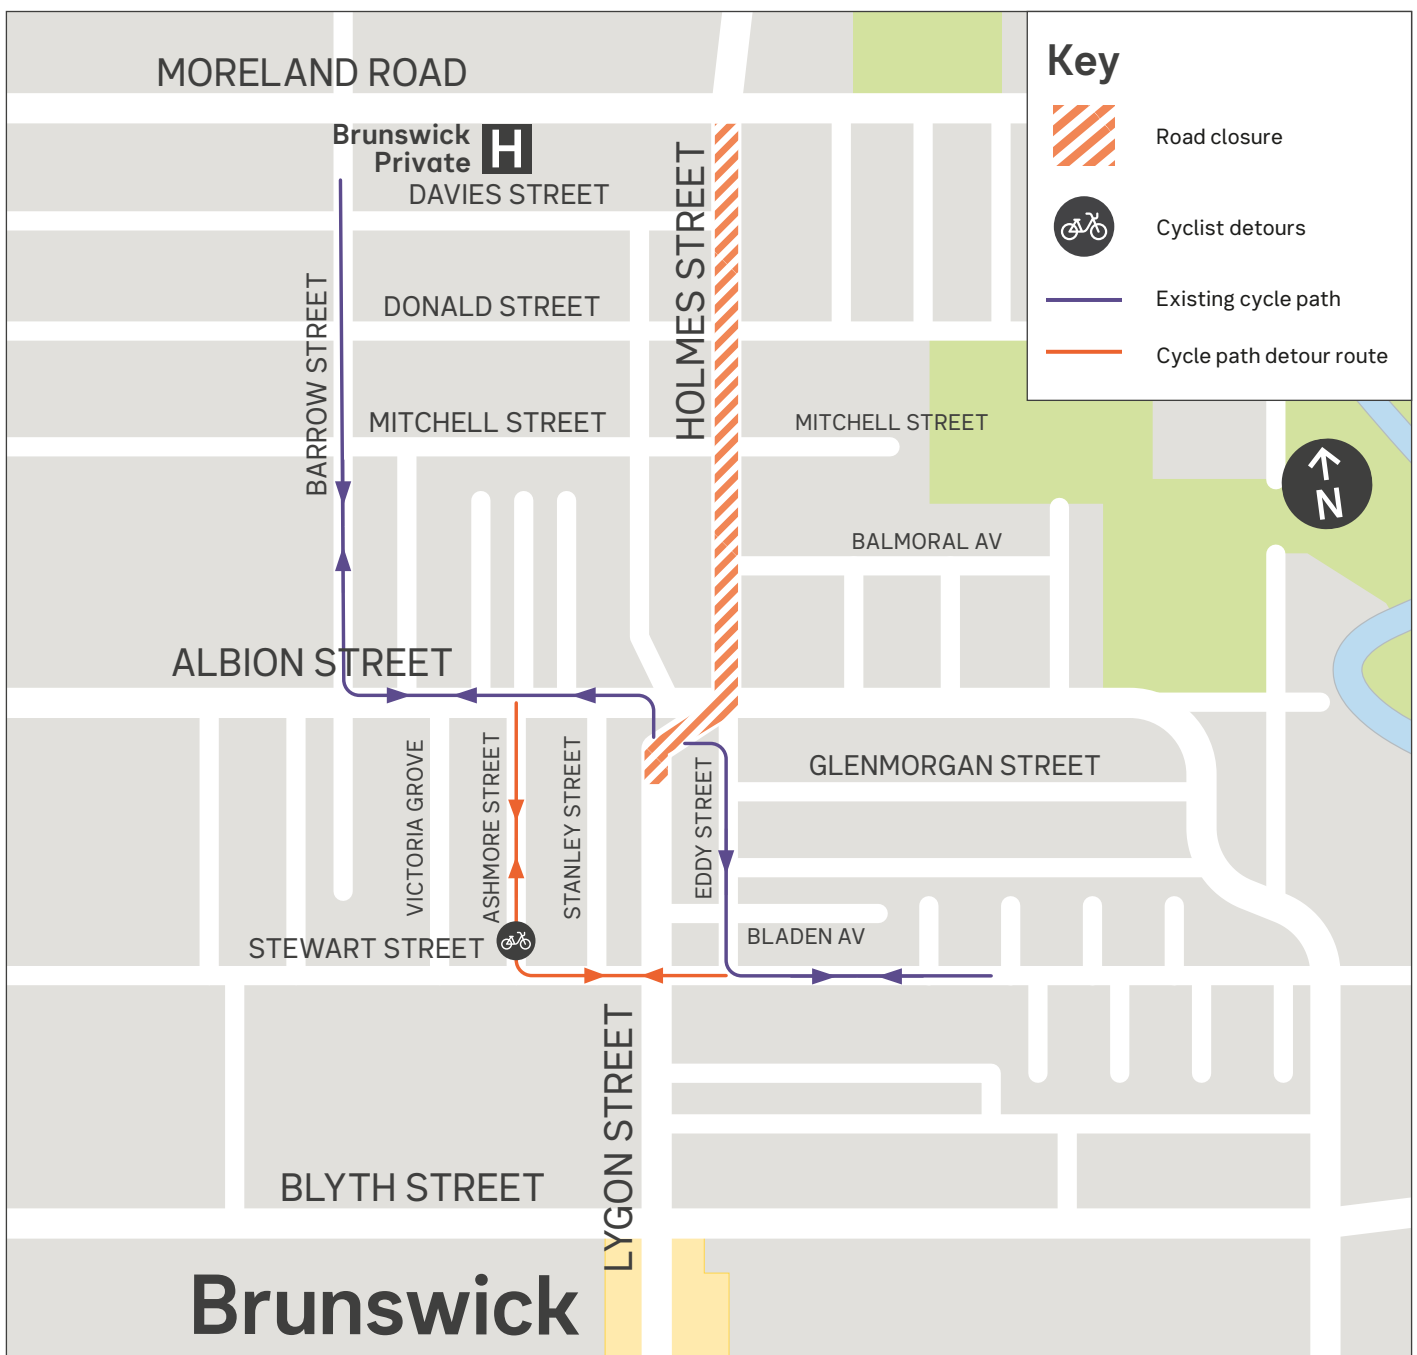 MORELAND ROAD
Key
Road closure
Cyclist detours
Existing cycle path
Cycle path detour route
Brunswick
Private
H
DAVIES STREET
HOLMES STREET
BARROW STREET
DONALD STREET
MITCHELL STREET
MITCHELL STREET
N
BALMORAL AV
ALBION STREET
VICTORIA GROVE
ASHMORE STREET
STANLEY STREET
EDDY STREET
GLENMORGAN STREET
STEWART STREET
BLADEN AV
LYGON STREET
BLYTH STREET
Brunswick